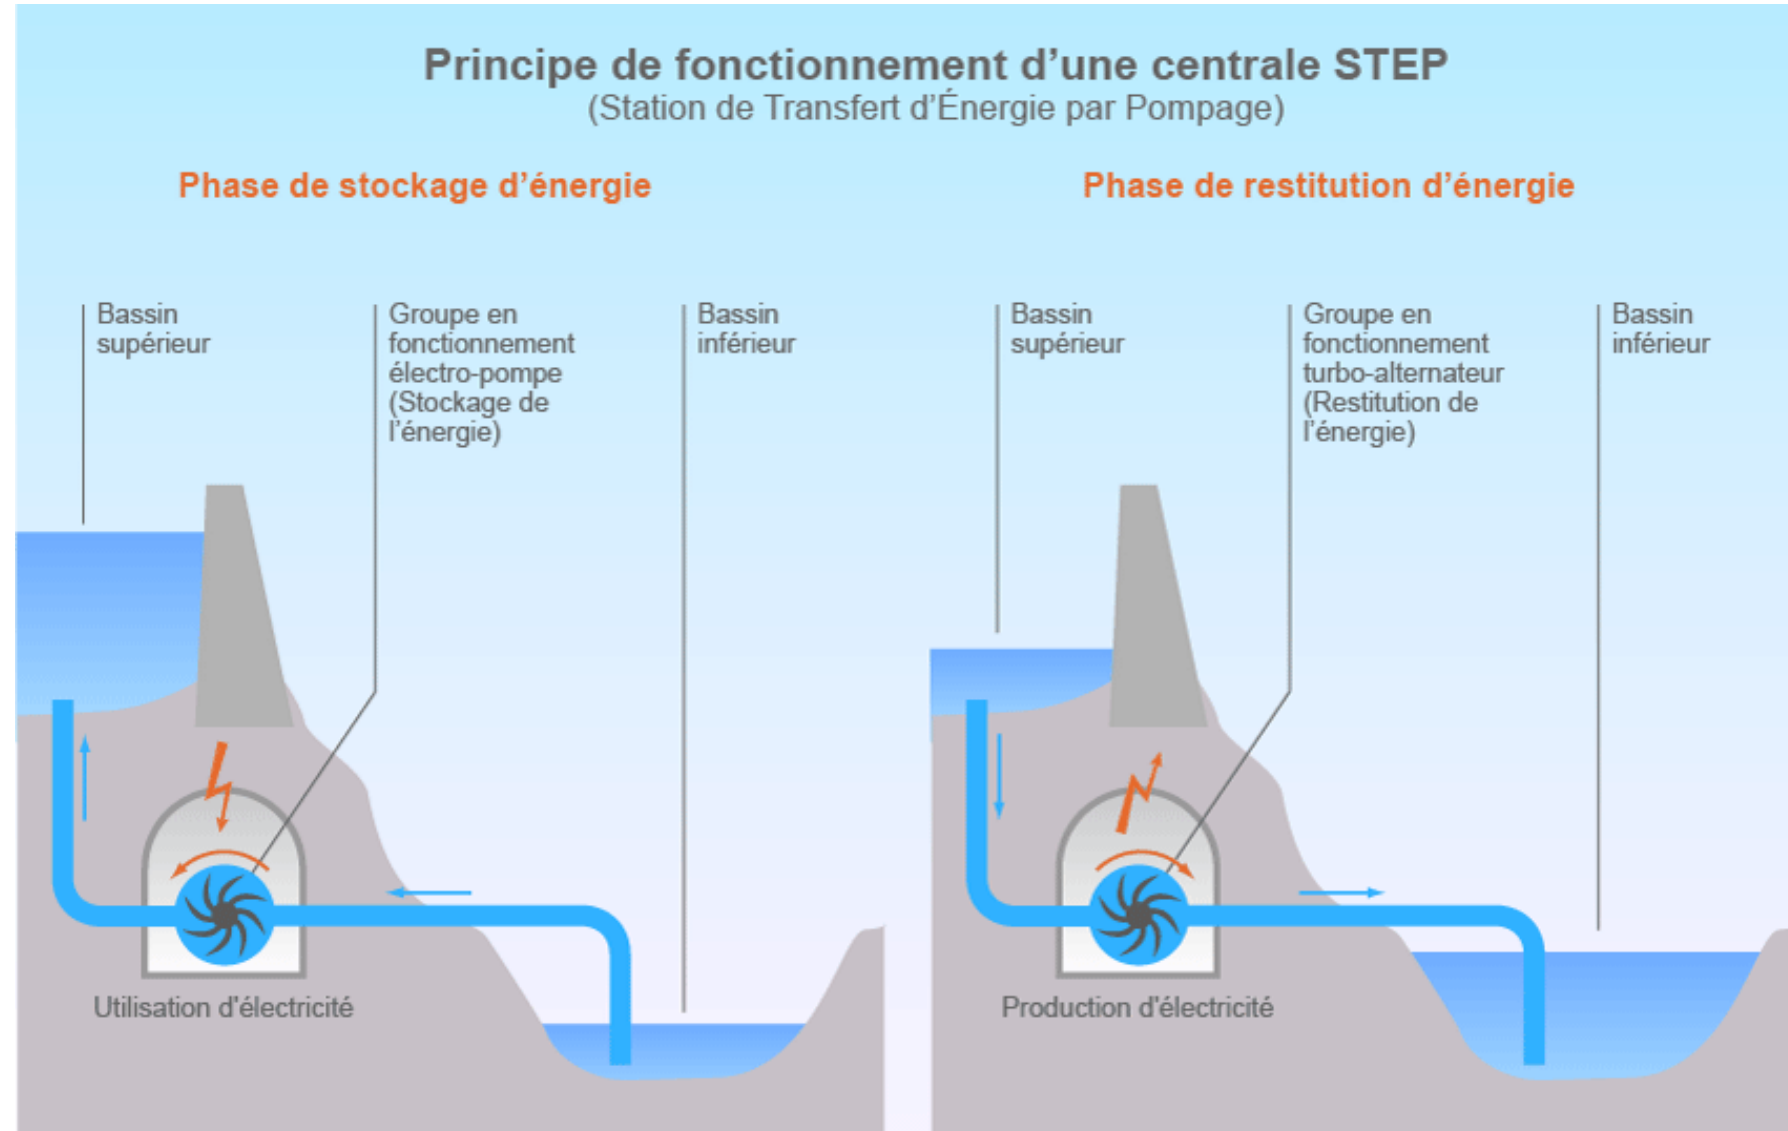 Principe de fonctionnement d’une centrale STEP
(Station de Transfert d’Énergie par Pompage)
Phase de stockage d’énergie
Bassin
supérieur
Groupe en
fonctionnement
électro-pompe
(Stockage de
l’énergie)
Bassin
inférieur
Utilisation d'électricité
Phase de restitution d’énergie
Bassin
supérieur
Groupe en
fonctionnement
turbo-alternateur
(Restitution de
l’énergie)
Bassin
inférieur
Production d'électricité